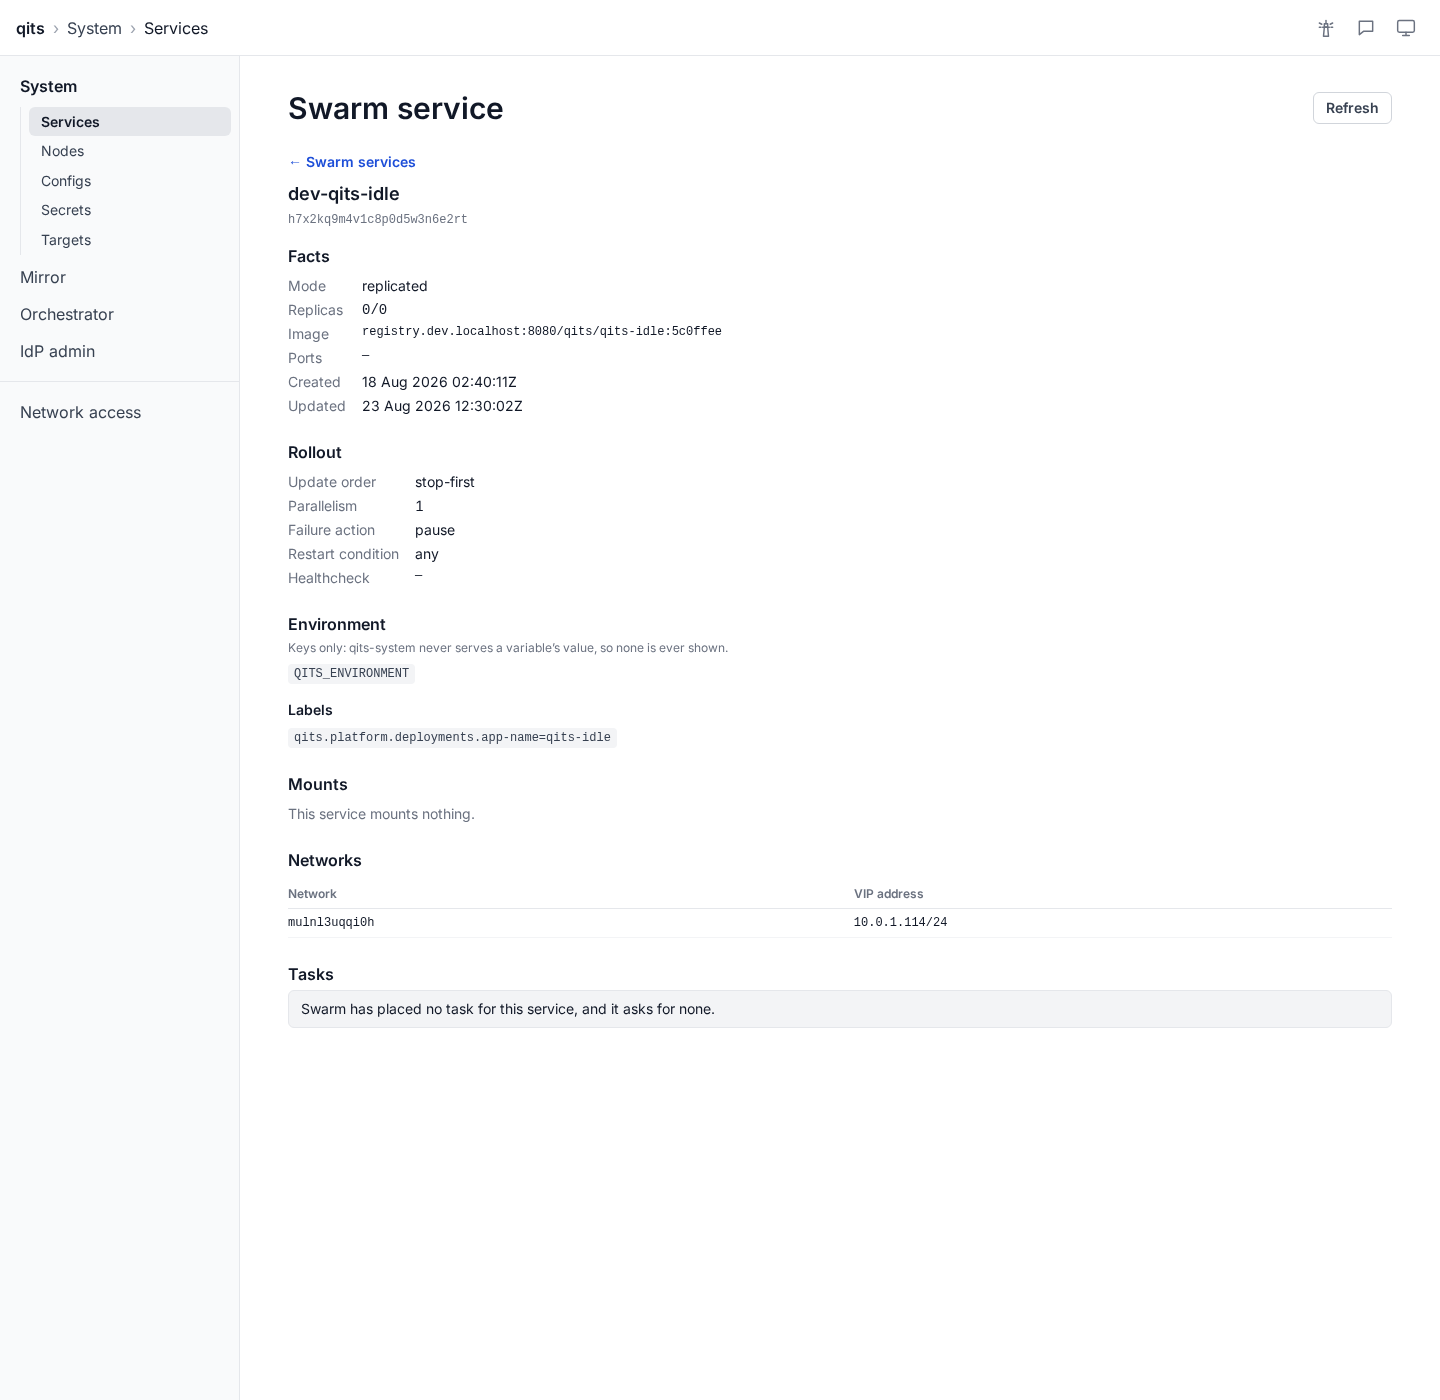 qits › System › Services
System
Services
Nodes
Configs
Secrets
Targets
Mirror
Orchestrator
IdP admin
Network access
Swarm service
Refresh
← Swarm services
dev-qits-idle
h7x2kq9m4v1c8p0d5w3n6e2rt
Facts
Mode replicated
Replicas 0/0
Image registry.dev.localhost:8080/qits/qits-idle:5c0ffee
Ports —
Created 18 Aug 2026 02:40:11Z
Updated 23 Aug 2026 12:30:02Z
Rollout
Update order stop-first
Parallelism 1
Failure action pause
Restart condition any
Healthcheck —
Environment
Keys only: qits-system never serves a variable’s value, so none is ever shown.
QITS_ENVIRONMENT
Labels
qits.platform.deployments.app-name=qits-idle
Mounts
This service mounts nothing.
Networks
Network VIP address
mulnl3uqqi0h 10.0.1.114/24
Tasks
Swarm has placed no task for this service, and it asks for none.